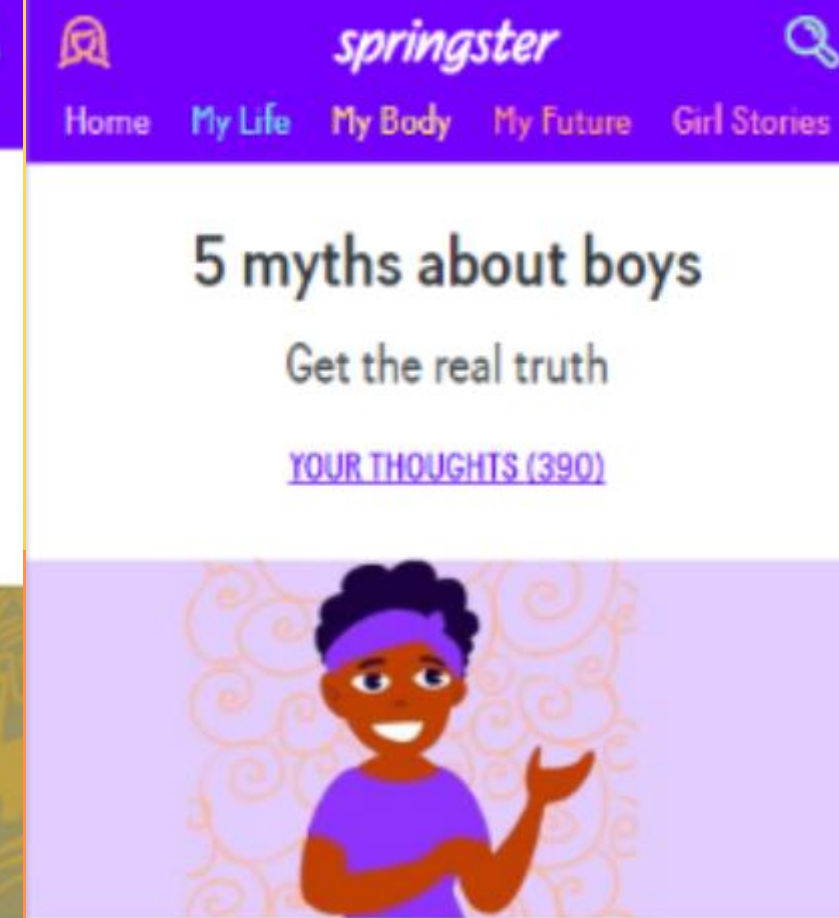 springster
Home My Life My Body My Future Girl Stories
5 myths about boys
Get the real truth
YOUR THOUGHTS (390)